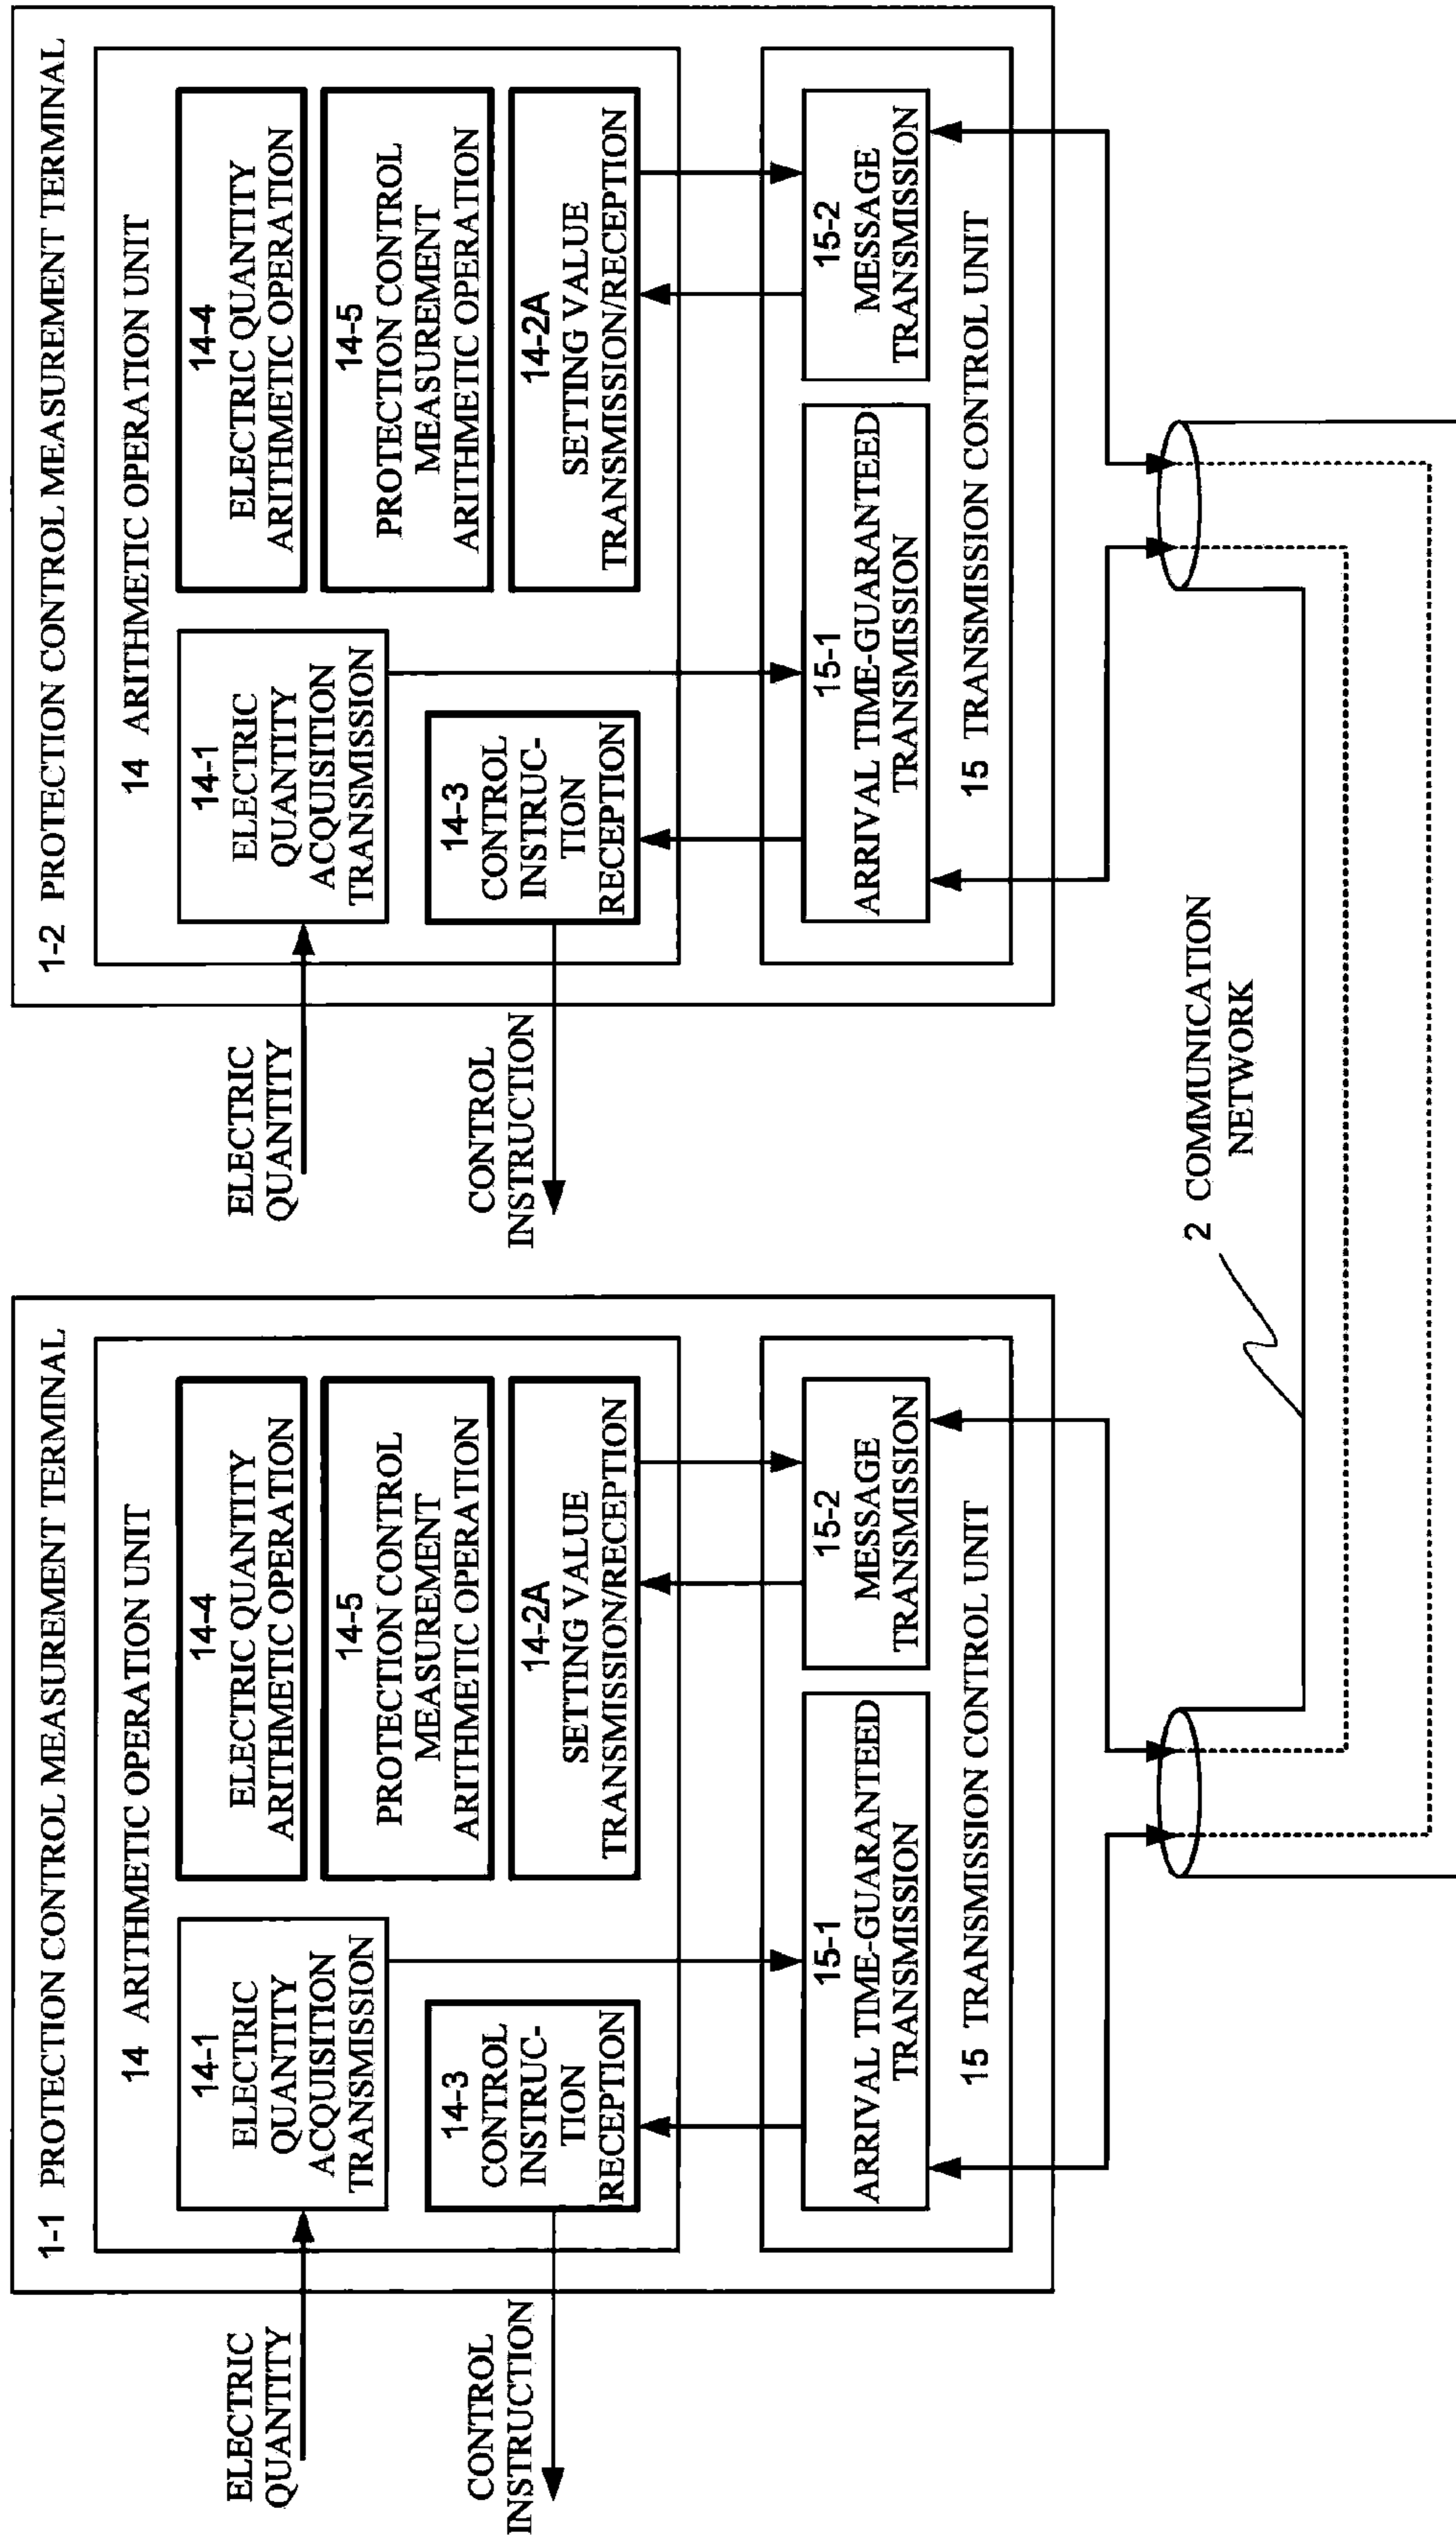 1-1 PROTECTION CONTROL MEASUREMENT TERMINAL
14 ARITHMETIC OPERATION UNIT
14-1
ELECTRIC
QUANTITY
ACQUISITION
TRANSMISSION
14-4
ELECTRIC QUANTITY
ARITHMETIC OPERATION
14-5
PROTECTION CONTROL
MEASUREMENT
ARITHMETIC OPERATION
14-3
CONTROL
INSTRUC-
TION
RECEPTION
14-2A
SETTING VALUE
TRANSMISSION/RECEPTION
15-1
ARRIVAL TIME-GUARANTEED
TRANSMISSION
15-2
MESSAGE
TRANSMISSION
15 TRANSMISSION CONTROL UNIT
ELECTRIC
QUANTITY
CONTROL
INSTRUCTION
1-2 PROTECTION CONTROL MEASUREMENT TERMINAL
14 ARITHMETIC OPERATION UNIT
14-1
ELECTRIC
QUANTITY
ACQUISITION
TRANSMISSION
14-4
ELECTRIC QUANTITY
ARITHMETIC OPERATION
14-5
PROTECTION CONTROL
MEASUREMENT
ARITHMETIC OPERATION
14-3
CONTROL
INSTRUC-
TION
RECEPTION
14-2A
SETTING VALUE
TRANSMISSION/RECEPTION
15-1
ARRIVAL TIME-GUARANTEED
TRANSMISSION
15-2
MESSAGE
TRANSMISSION
15 TRANSMISSION CONTROL UNIT
ELECTRIC
QUANTITY
CONTROL
INSTRUCTION
2 COMMUNICATION
NETWORK